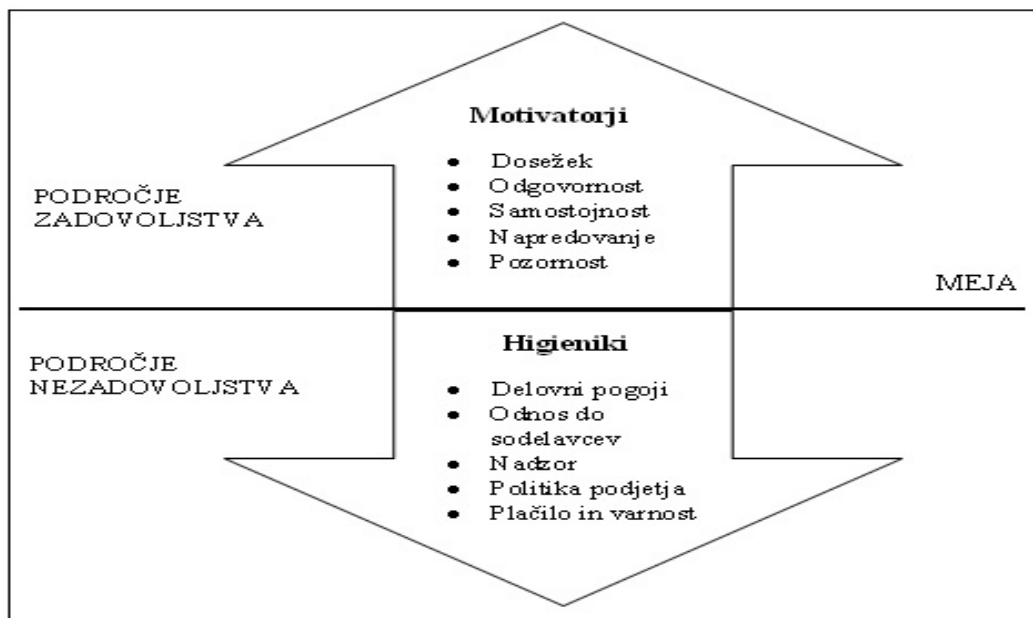 Motivatorji
• Dosežek
• Odgovornost
• Samostojnost
• Napredovanje
• Pozornost
PODROČJE
ZADOVOLJSTVA
MEJA
PODROČJE
NEZADOVOLJSTVA
Higieniki
• Delovni pogoji
• Odnos do
sodelavcev
• Nadzor
• Politika podjetja
• Plačilo in varnost